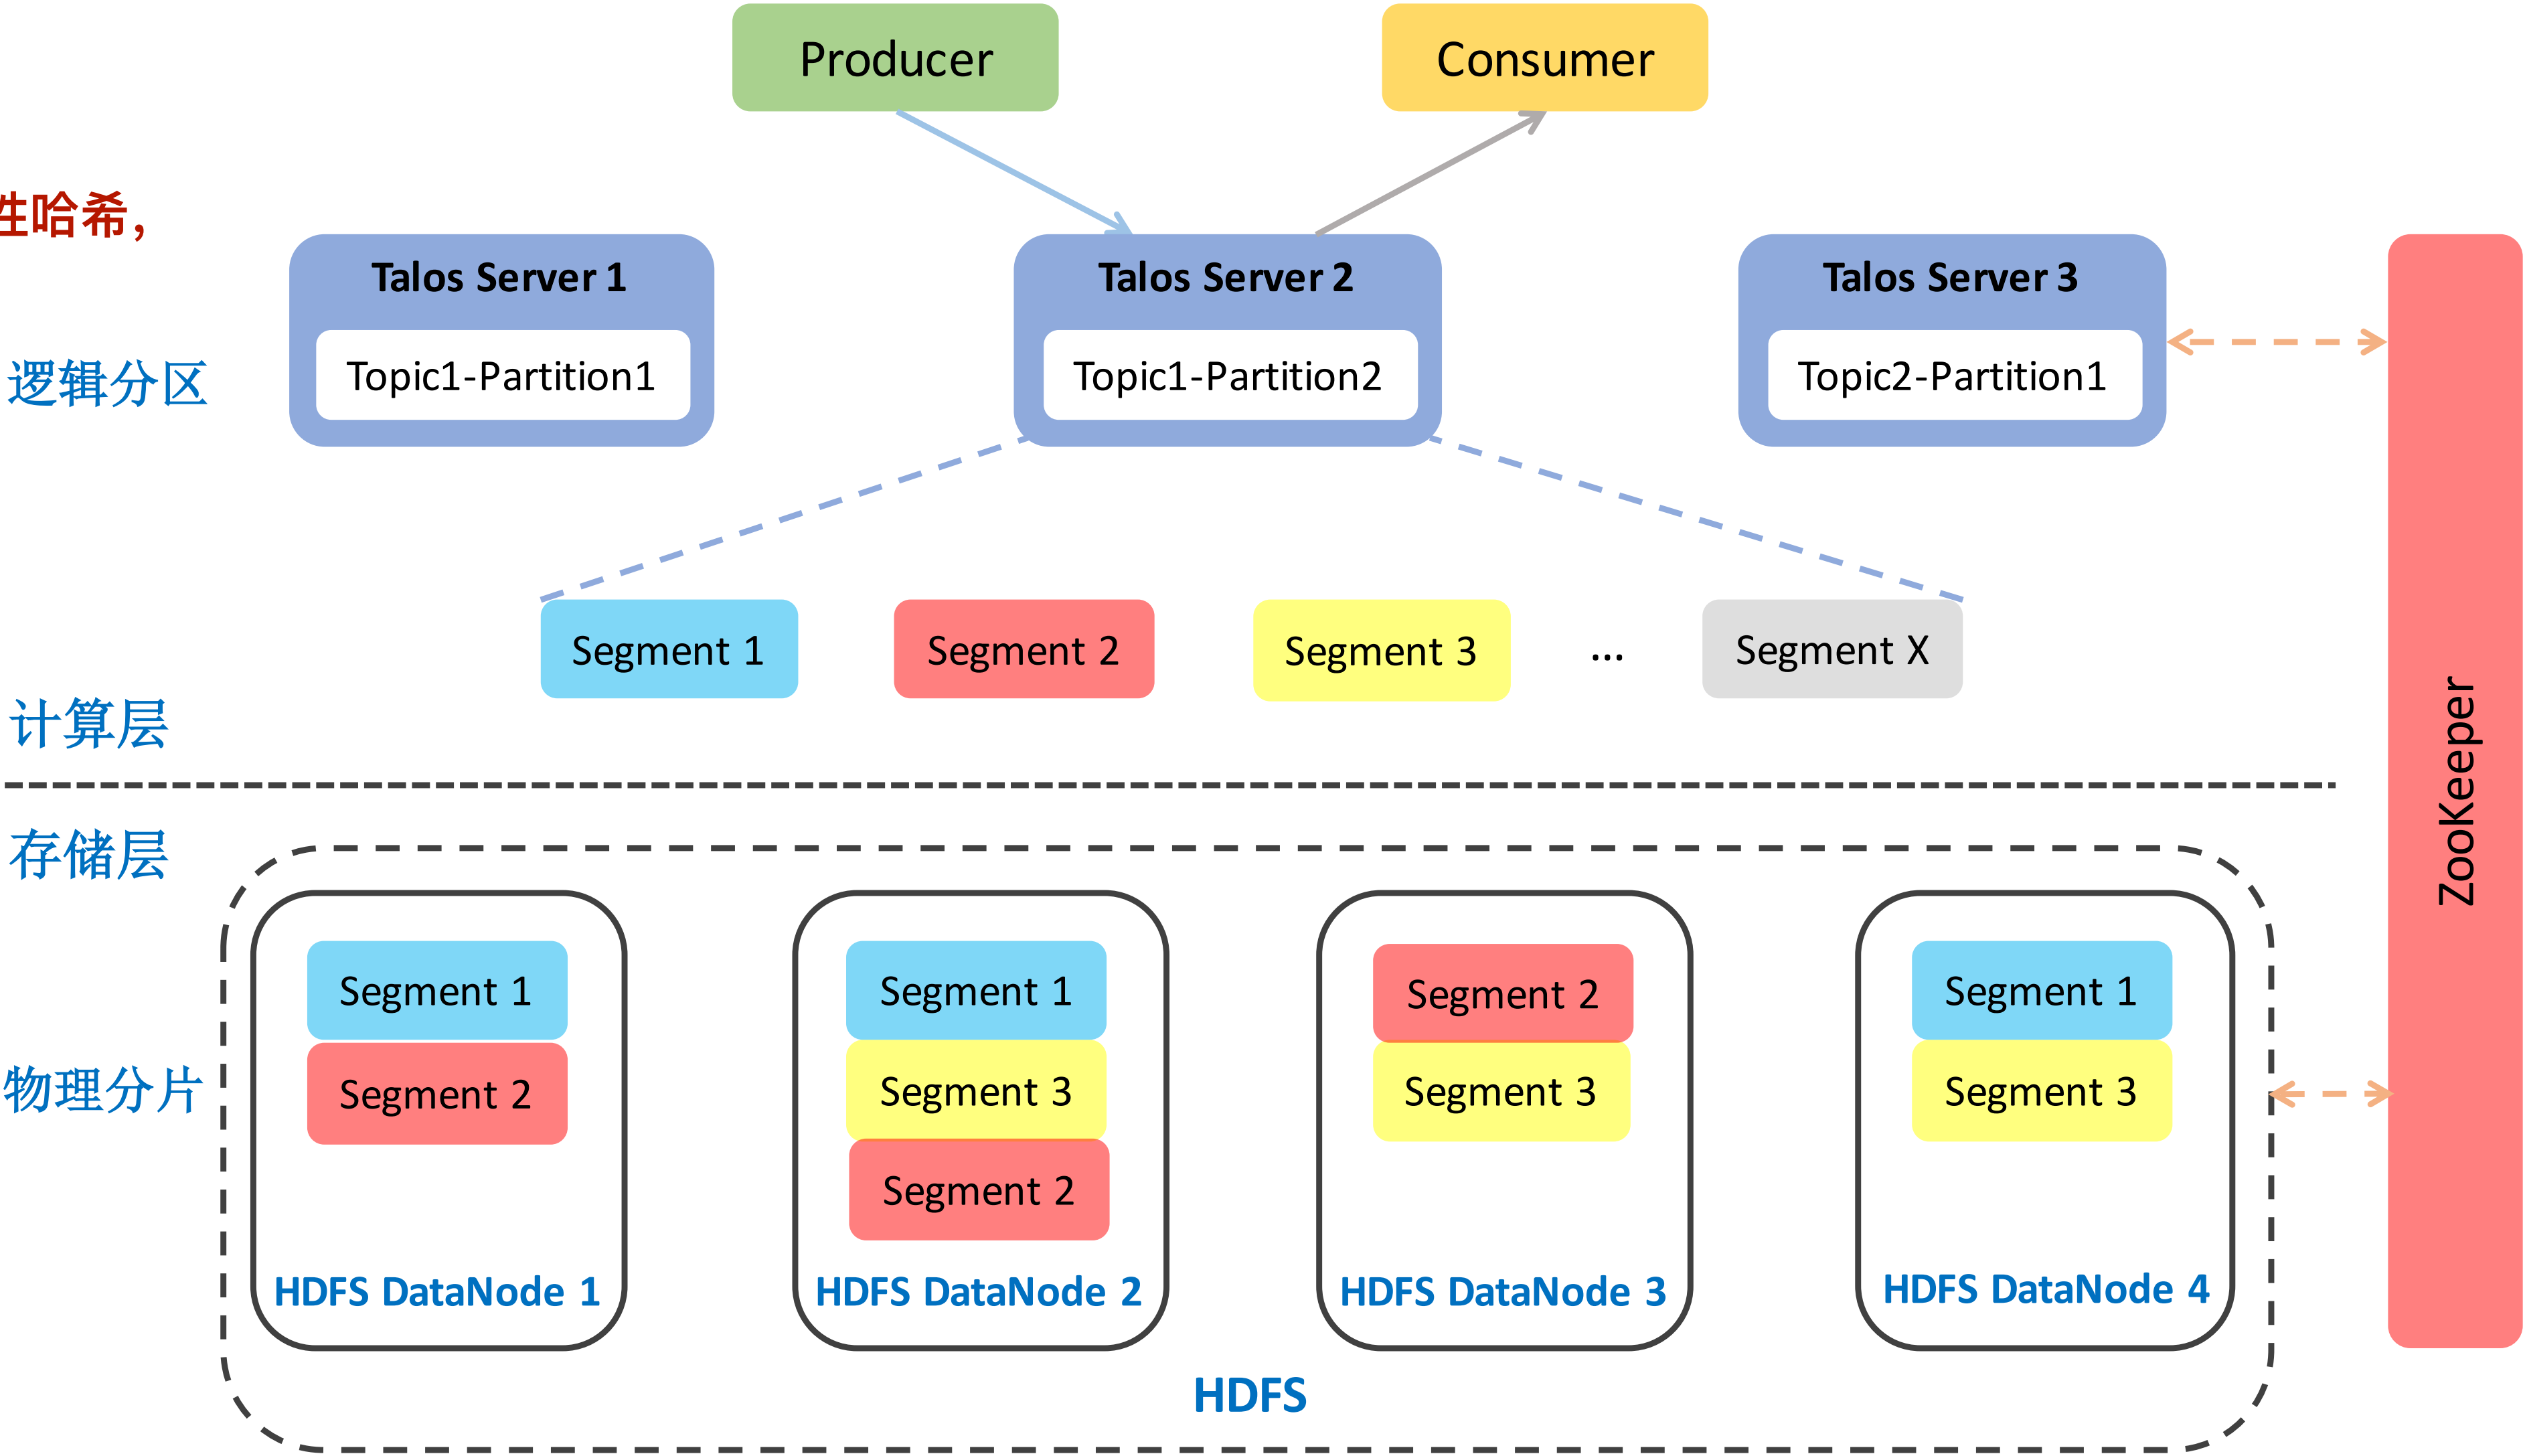 Producer
Consumer
性哈希,
Talos Server 1
Talos Server 2
Talos Server 3
逻辑分区
Topic1-Partition1
Topic1-Partition2
Topic2-Partition1
Segment 1
Segment 2
Segment 3
...
Segment X
计算层
ZooKeeper
存储层
Segment 1
Segment 2
HDFS DataNode 1
Segment 1
Segment 3
Segment 2
HDFS DataNode 2
Segment 2
Segment 3
HDFS DataNode 3
Segment 1
Segment 3
HDFS DataNode 4
物理分片
HDFS